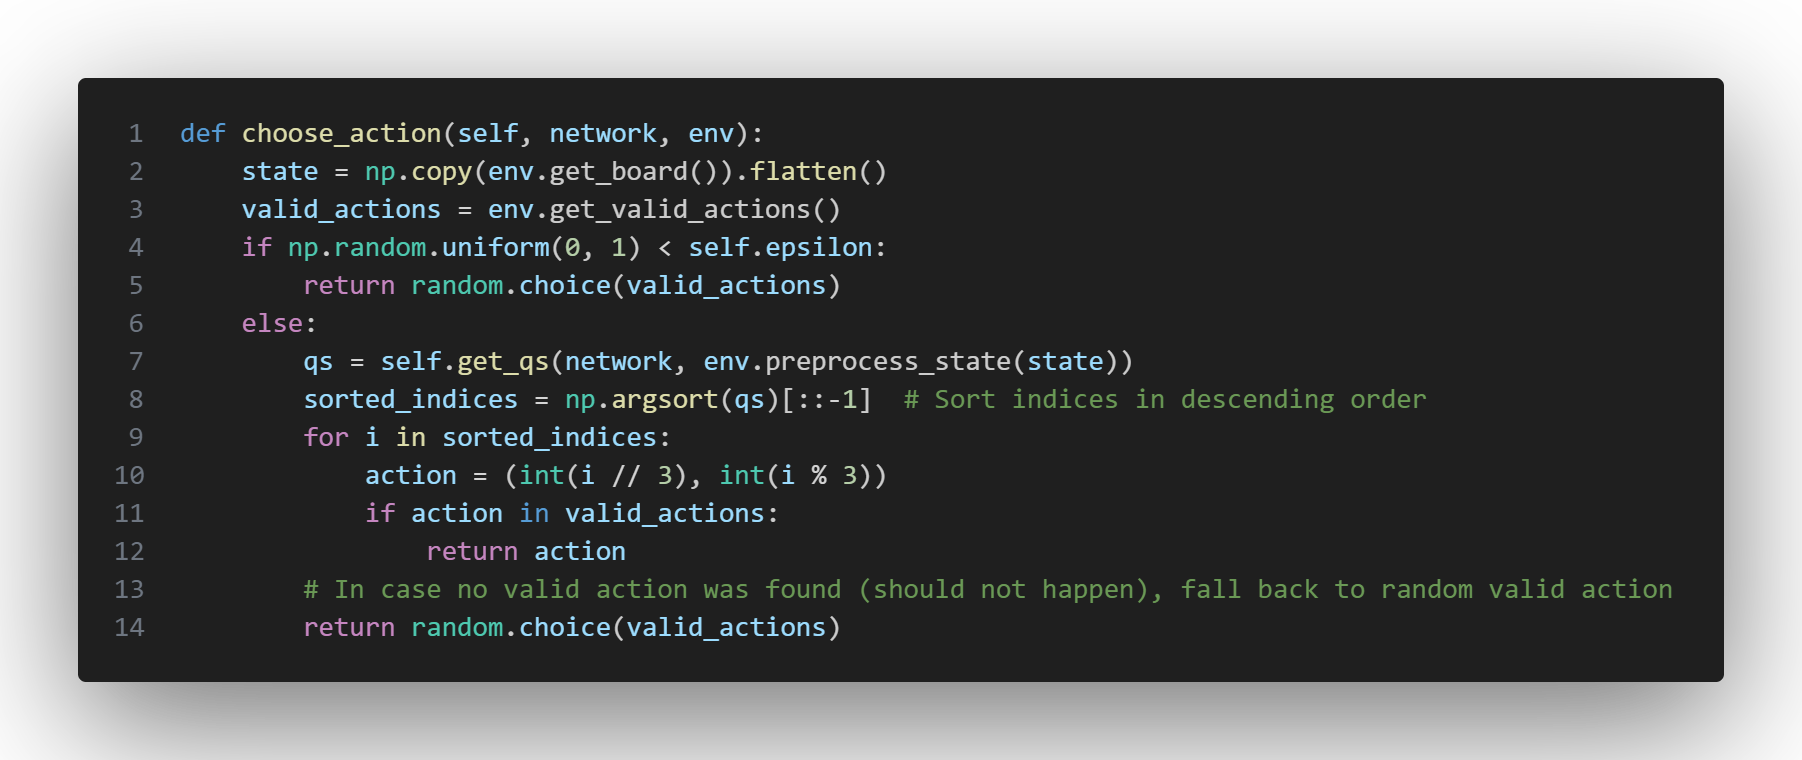 1 def choose_action(self, network, env):
2     state = np.copy(env.get_board()).flatten()
3     valid_actions = env.get_valid_actions()
4     if np.random.uniform(0, 1) < self.epsilon:
5         return random.choice(valid_actions)
6     else:
7         qs = self.get_qs(network, env.preprocess_state(state))
8         sorted_indices = np.argsort(qs)[::-1]  # Sort indices in descending order
9         for i in sorted_indices:
10             action = (int(i // 3), int(i % 3))
11             if action in valid_actions:
12                 return action
13         # In case no valid action was found (should not happen), fall back to random valid action
14         return random.choice(valid_actions)